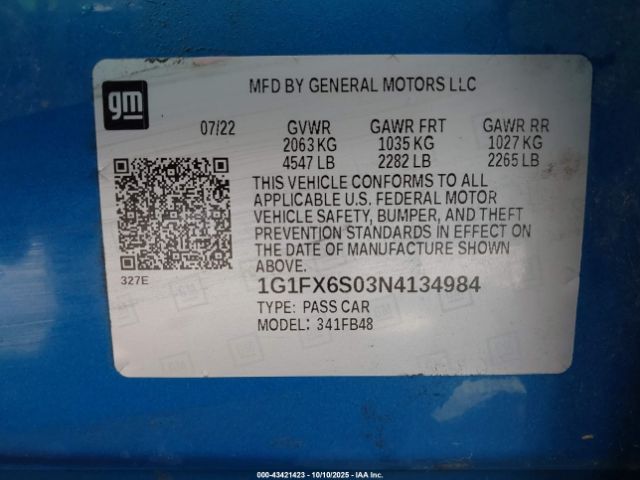 gm
MFD BY GENERAL MOTORS LLC
07/22 GVWR GAWR FRT GAWR RR
2063 KG 1035 KG 1027 KG
4547 LB 2282 LB 2265 LB
THIS VEHICLE CONFORMS TO ALL
APPLICABLE U.S. FEDERAL MOTOR
VEHICLE SAFETY, BUMPER, AND THEFT
PREVENTION STANDARDS IN EFFECT ON
THE DATE OF MANUFACTURE SHOWN
ABOVE.
327E
1G1FX6S03N4134984
TYPE: PASS CAR
MODEL: 341FB48
000-43421423 - 10/10/2025 - IAA Inc.